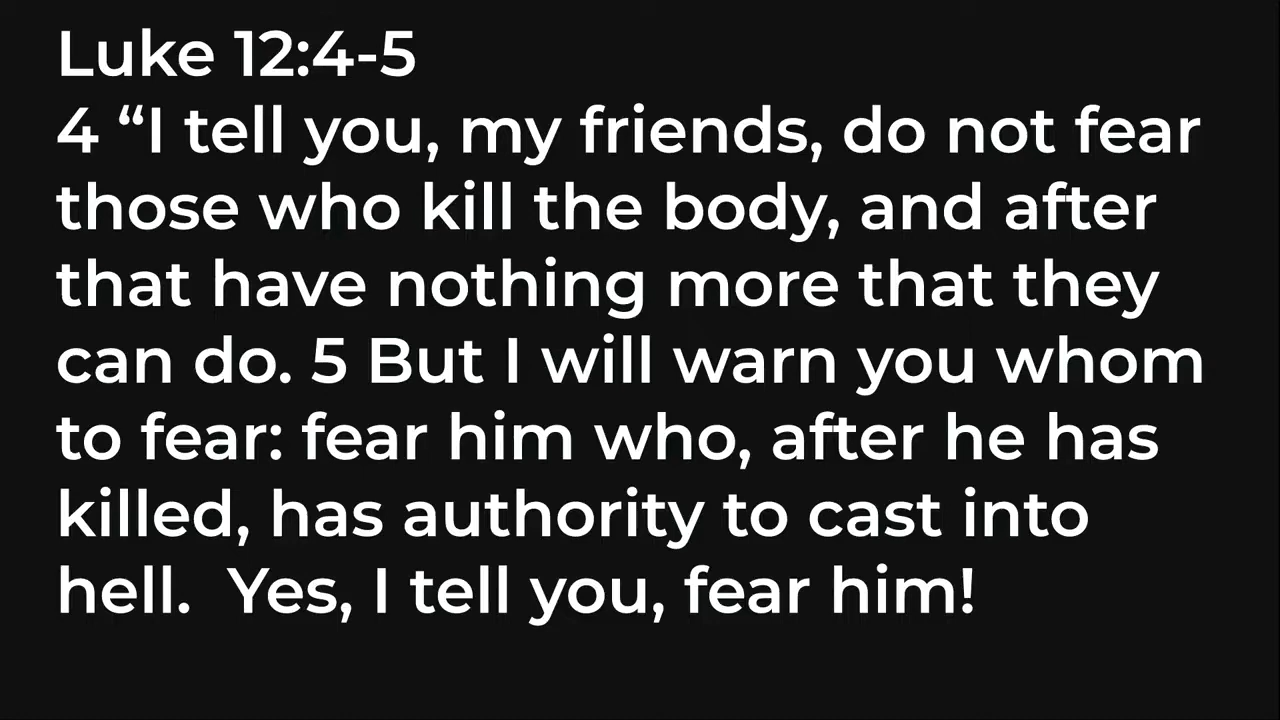 Luke 12:4-5
4 “I tell you, my friends, do not fear
those who kill the body, and after
that have nothing more that they
can do. 5 But I will warn you whom
to fear: fear him who, after he has
killed, has authority to cast into
hell.  Yes, I tell you, fear him!